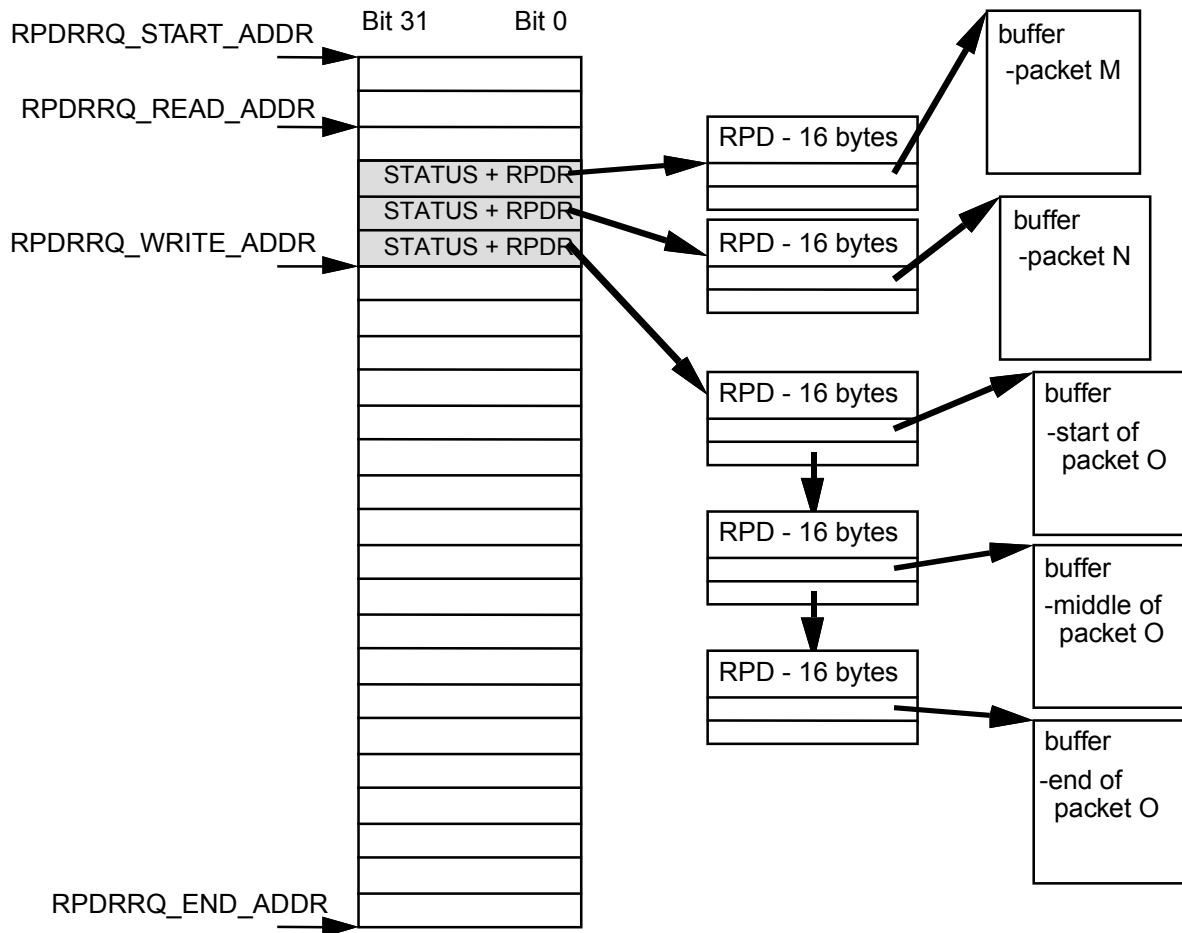 Bit 31 Bit 0
RPDRRQ_START_ADDR
RPDRRQ_READ_ADDR
RPDRRQ_WRITE_ADDR
RPDRRQ_END_ADDR
STATUS + RPDR
STATUS + RPDR
STATUS + RPDR
RPD - 16 bytes
RPD - 16 bytes
RPD - 16 bytes
RPD - 16 bytes
RPD - 16 bytes
buffer
-packet M
buffer
-packet N
buffer
-start of
packet O
buffer
-middle of
packet O
buffer
-end of
packet O